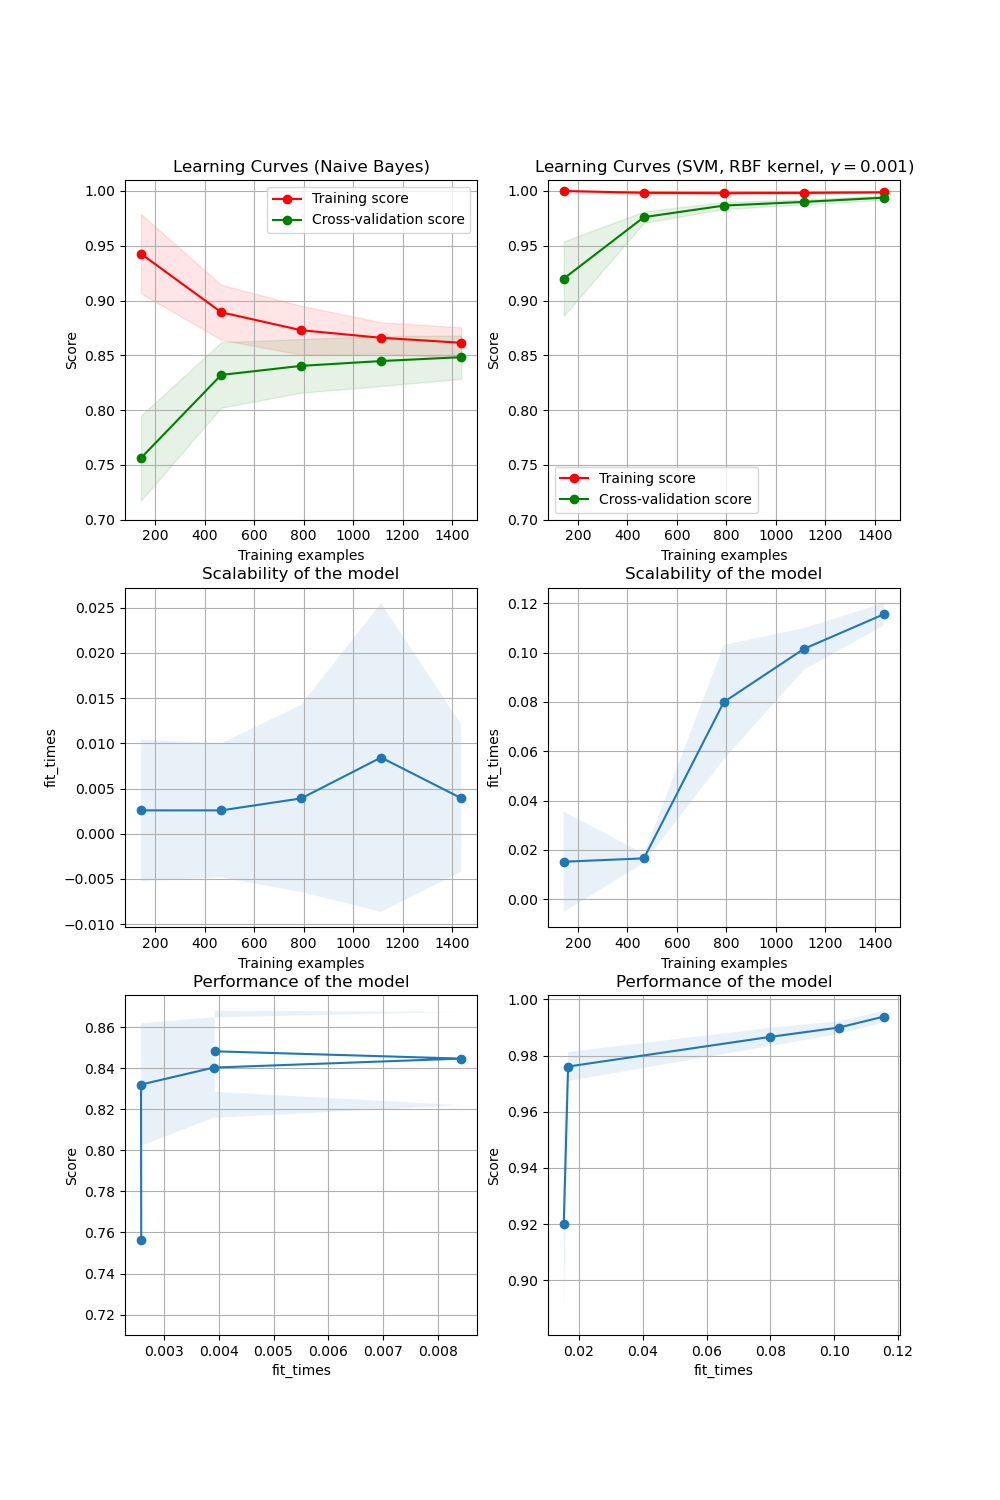 Learning Curves (Naive Bayes)
1.00
0.95
0.90
0.85
0.80
0.75
0.70
Score
Training score
Cross-validation score
200 400 600 800 1000 1200 1400
Training examples
Learning Curves (SVM, RBF kernel, γ = 0.001)
1.00
0.95
0.90
0.85
0.80
0.75
0.70
Score
Training score
Cross-validation score
200 400 600 800 1000 1200 1400
Training examples
Scalability of the model
0.025
0.020
0.015
0.010
0.005
0.000
−0.005
−0.010
fit_times
200 400 600 800 1000 1200 1400
Training examples
Scalability of the model
0.12
0.10
0.08
0.06
0.04
0.02
0.00
fit_times
200 400 600 800 1000 1200 1400
Training examples
Performance of the model
0.86
0.84
0.82
0.80
0.78
0.76
0.74
0.72
Score
0.003 0.004 0.005 0.006 0.007 0.008
fit_times
Performance of the model
1.00
0.98
0.96
0.94
0.92
0.90
Score
0.02 0.04 0.06 0.08 0.10 0.12
fit_times